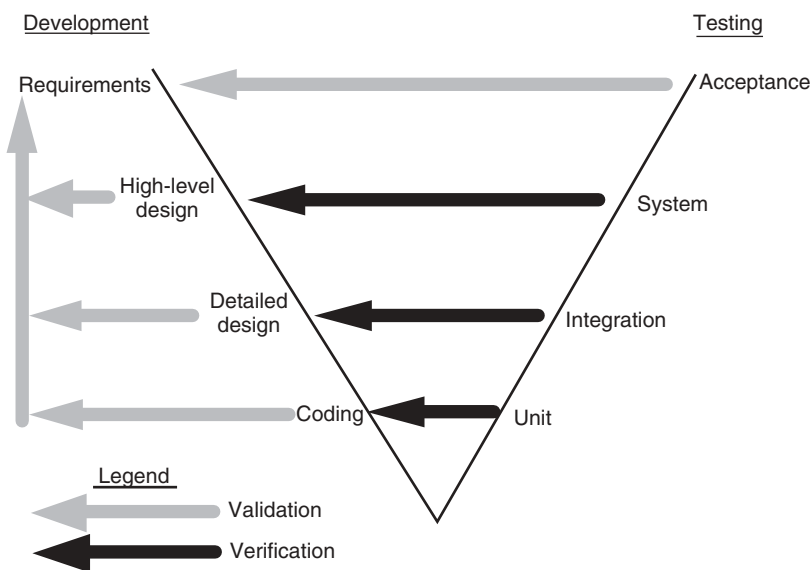 Development
Testing
Requirements
Acceptance
High-level
design
System
Detailed
design
Integration
Coding
Unit
Legend
Validation
Verification